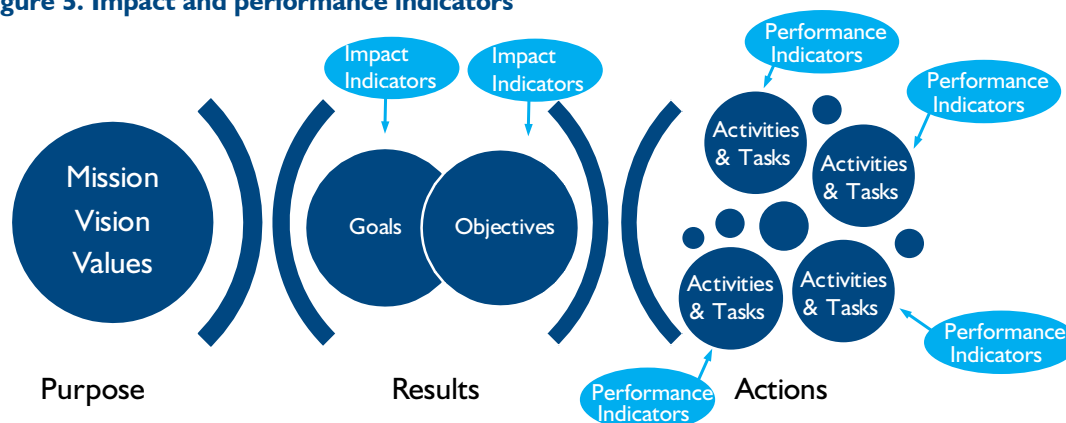 gure 5. Impact and performance indicators
Mission
Vision
Values
Purpose
Impact
Indicators
Impact
Indicators
Goals
Objectives
Results
Performance
Indicators
Performance
Indicators
Activities
& Tasks
Activities
& Tasks
Activities
& Tasks
Activities
& Tasks
Performance
Indicators
Performance
Indicators
Actions